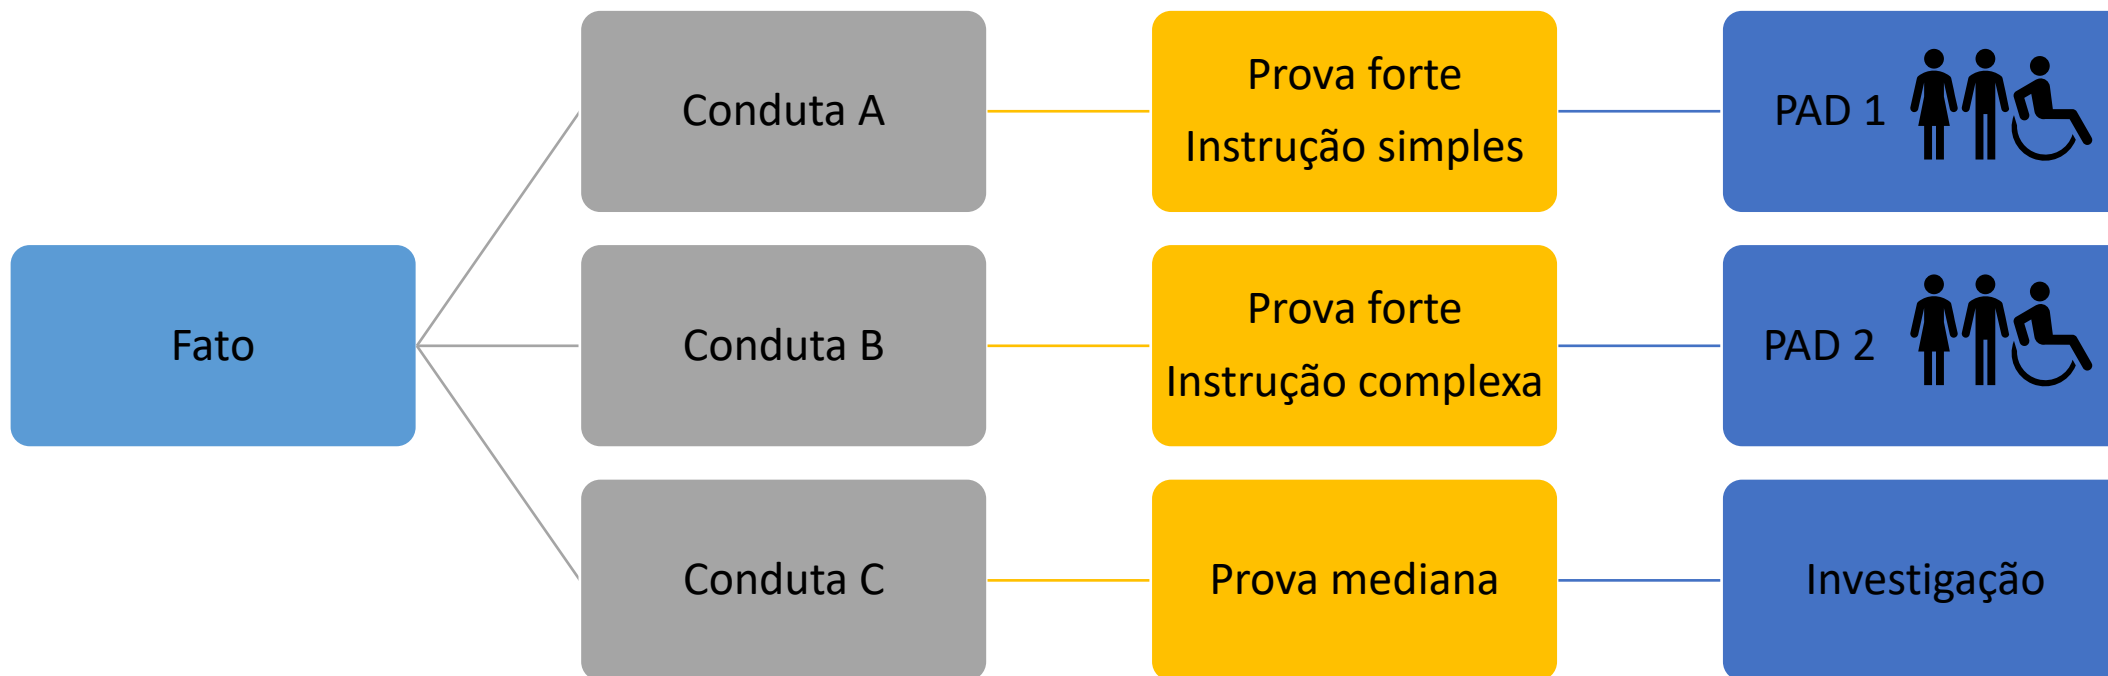 Fato
Conduta A
Prova forte
Instrução simples
PAD 1
Conduta B
Prova forte
Instrução complexa
PAD 2
Conduta C
Prova mediana
Investigação